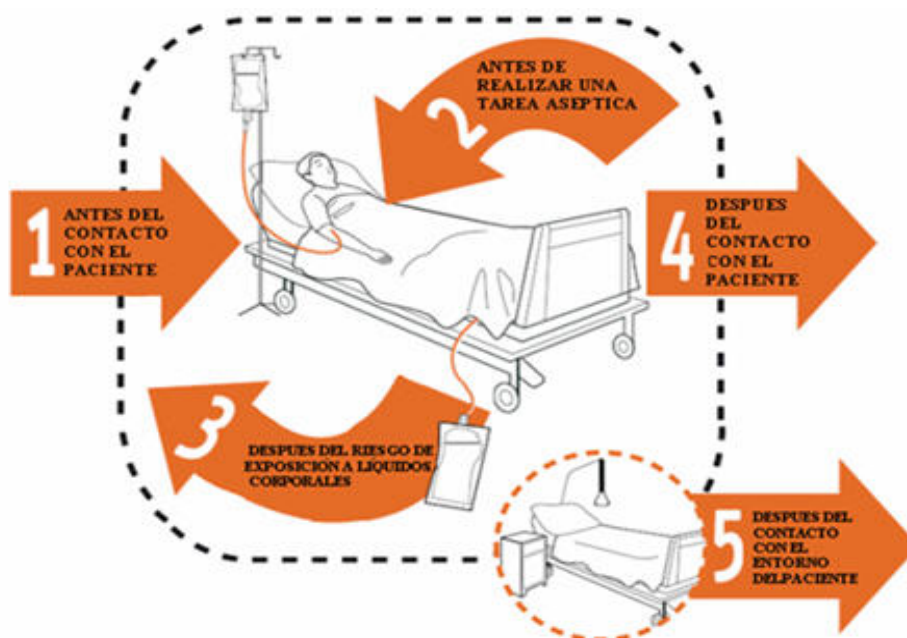 1
ANTES DEL
CONTACTO
CON EL
PACIENTE
2
ANTES DE
REALIZAR UNA
TAREA ASEPTICA
3
DESPUES DEL RIESGO DE
EXPOSICIÓN A LÍQUIDOS
CORPORALES
4
DESPUES
DEL
CONTACTO
CON EL
PACIENTE
5
DESPUES DEL
CONTACTO
CON EL
ENTORNO
DELPACIENTE